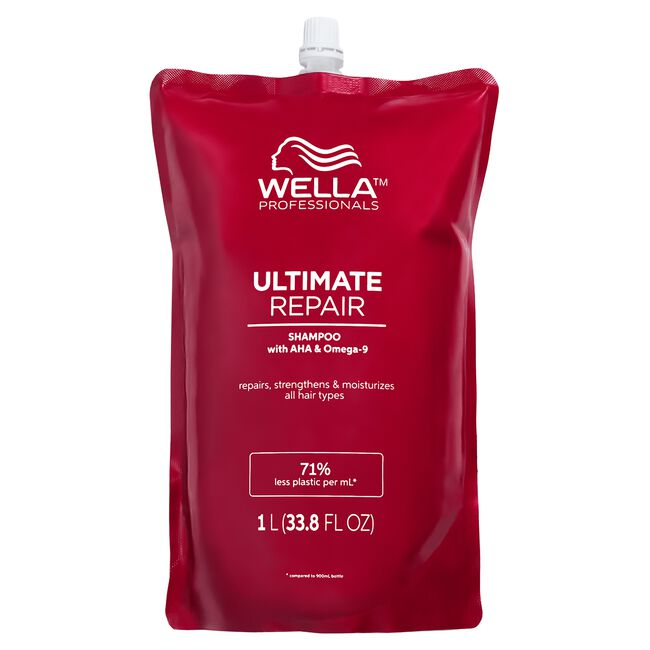 WELLA™
PROFESSIONALS
ULTIMATE
REPAIR
SHAMPOO
with AHA & Omega-9
repairs, strengthens & moisturizes
all hair types
71%
less plastic per mL*
1 L (33.8 FL OZ)
* compared to 900mL bottle